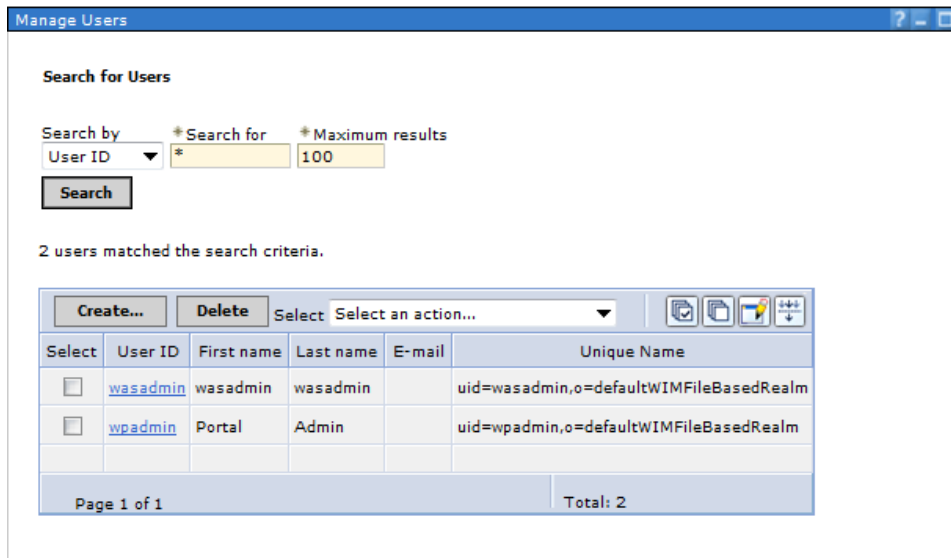 Manage Users
?
Search for Users
Search by *Search for *Maximum results
User ID * 100
Search
2 users matched the search criteria.
Create... Delete Select Select an action...
Select User ID First name Last name E-mail Unique Name
wasadmin wasadmin wasadmin uid=wasadmin,o=defaultWIMFileBasedRealm
wpadmin Portal Admin uid=wpadmin,o=defaultWIMFileBasedRealm
Page 1 of 1 Total: 2